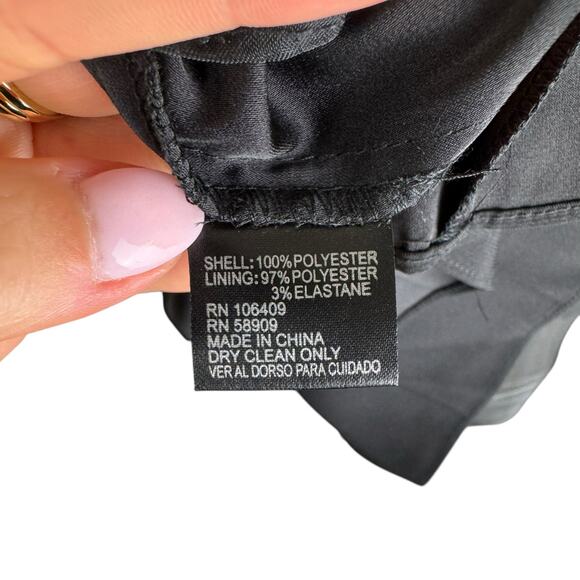 SHELL: 100% POLYESTER
LINING: 97% POLYESTER
3% ELASTANE
RN 106409
RN 58909
MADE IN CHINA
DRY CLEAN ONLY
VER AL DORSO PARA CUIDADO